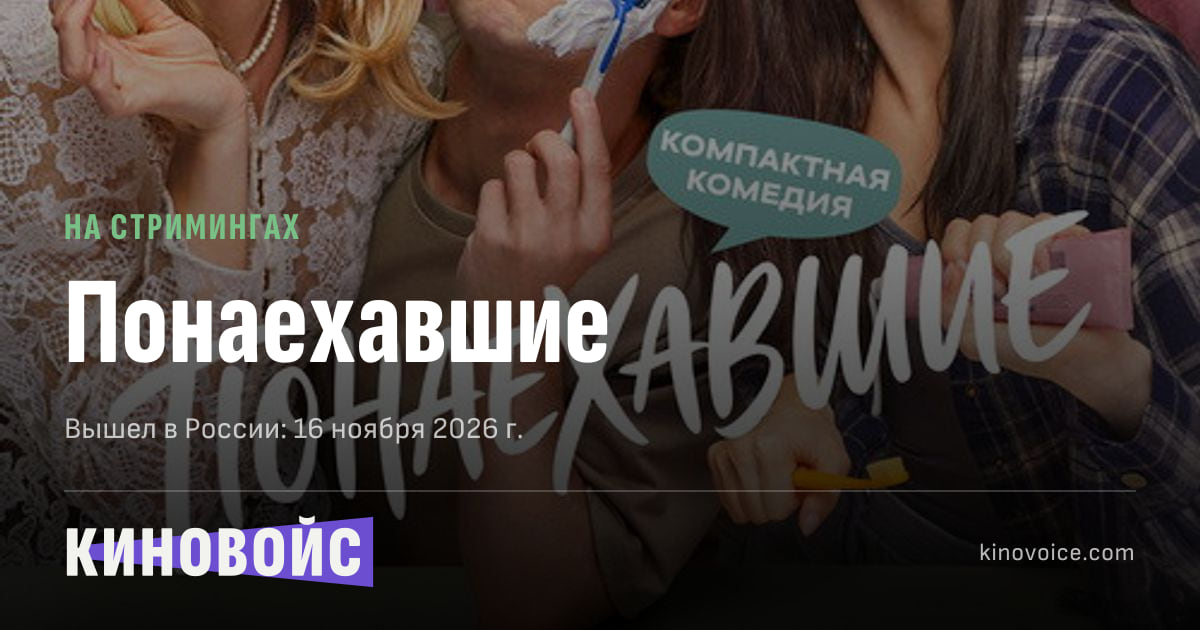 КОМПАКТНАЯ
КОМЕДИЯ
ПОНАЕХАВШИЕ
НА СТРИМИНГАХ
Понаехавшие
Вышел в России: 16 ноября 2026 г.
КИНОВОЙС
kinovoice.com